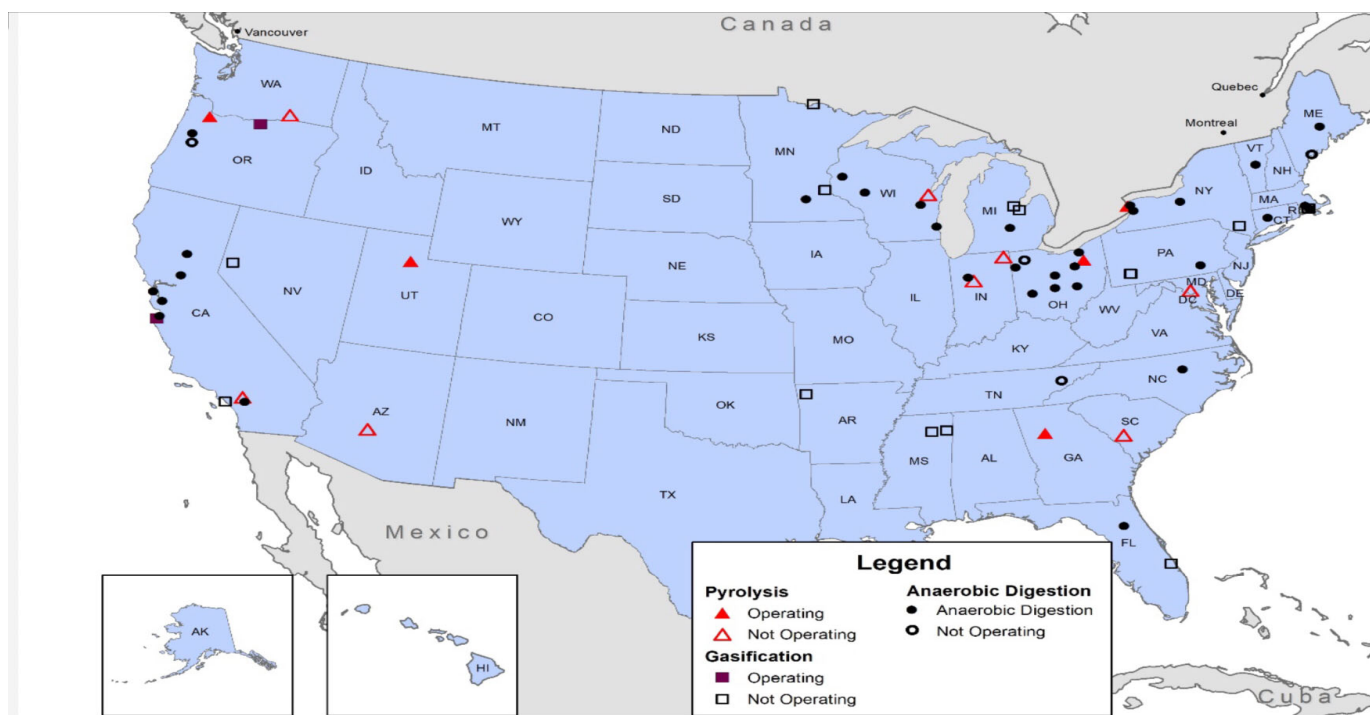 Canada
Vancouver
WA
MT
ND
MN
Quebec
Montreal
ME
VT
NH
OR
ID
SD
WI
MI
NY
MA
CT
WY
IA
NE
PA
NJ
NV
UT
CO
IL
IN
OH
MD
DC
DE
WV
VA
CA
KS
MO
KY
NC
TN
AZ
NM
OK
AR
SC
MS
AL
GA
TX
LA
FL
Mexico
AK
HI
Cuba
Legend
Pyrolysis
Operating
Not Operating
Gasification
Operating
Not Operating
Anaerobic Digestion
Anaerobic Digestion
Not Operating